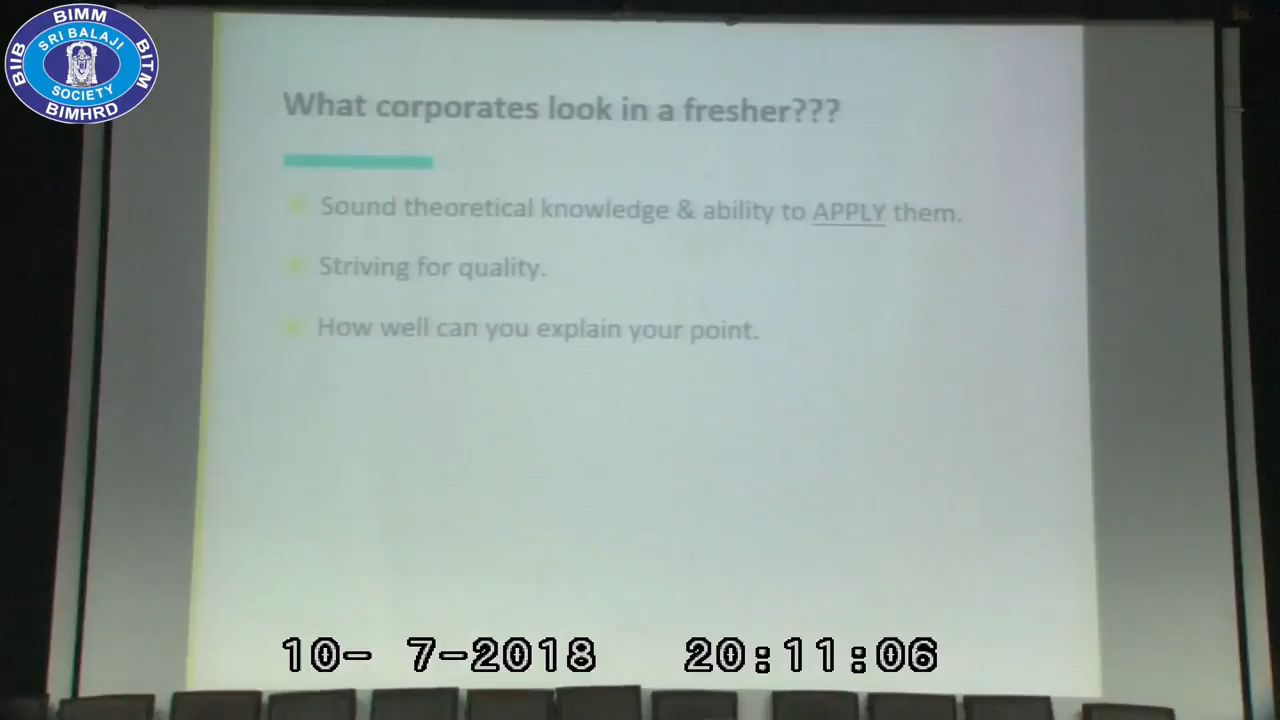 BIMM
SRI BALAJI
BIIB
BITM
SOCIETY
BIMHRD
What corporates look in a fresher???
Sound theoretical knowledge & ability to APPLY them.
Striving for quality.
How well can you explain your point.
10- 7-2018 20:11:06